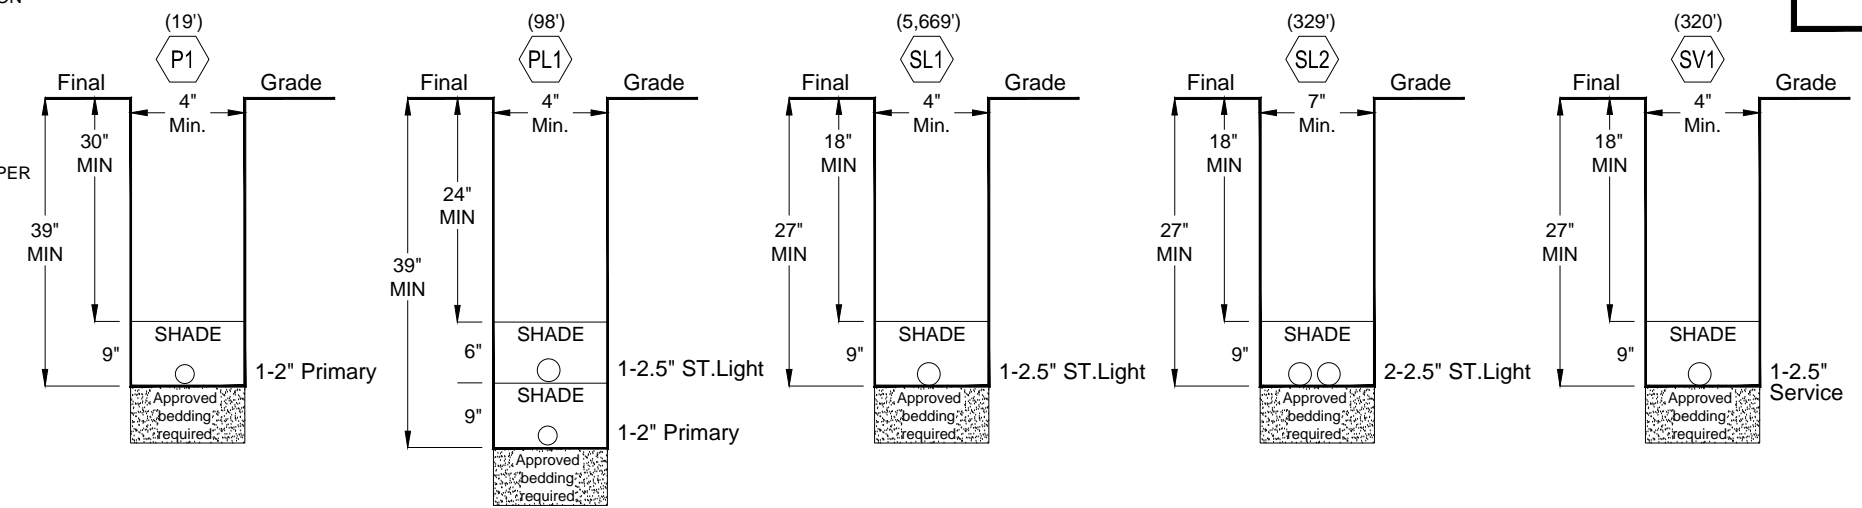 ON
PER
(19')
P1
Final
Grade
4"
Min.
30"
MIN
39"
MIN
SHADE
9"
1-2" Primary
Approved
bedding
required
(98')
PL1
Final
Grade
4"
Min.
24"
MIN
39"
MIN
SHADE
6"
1-2.5" ST.Light
SHADE
9"
1-2" Primary
Approved
bedding
required
(5,669')
SL1
Final
Grade
4"
Min.
18"
MIN
27"
MIN
SHADE
9"
1-2.5" ST.Light
Approved
bedding
required
(329')
SL2
Final
Grade
7"
Min.
18"
MIN
27"
MIN
SHADE
9"
2-2.5" ST.Light
Approved
bedding
required
(320')
SV1
Final
Grade
4"
Min.
18"
MIN
27"
MIN
SHADE
9"
1-2.5"
Service
Approved
bedding
required